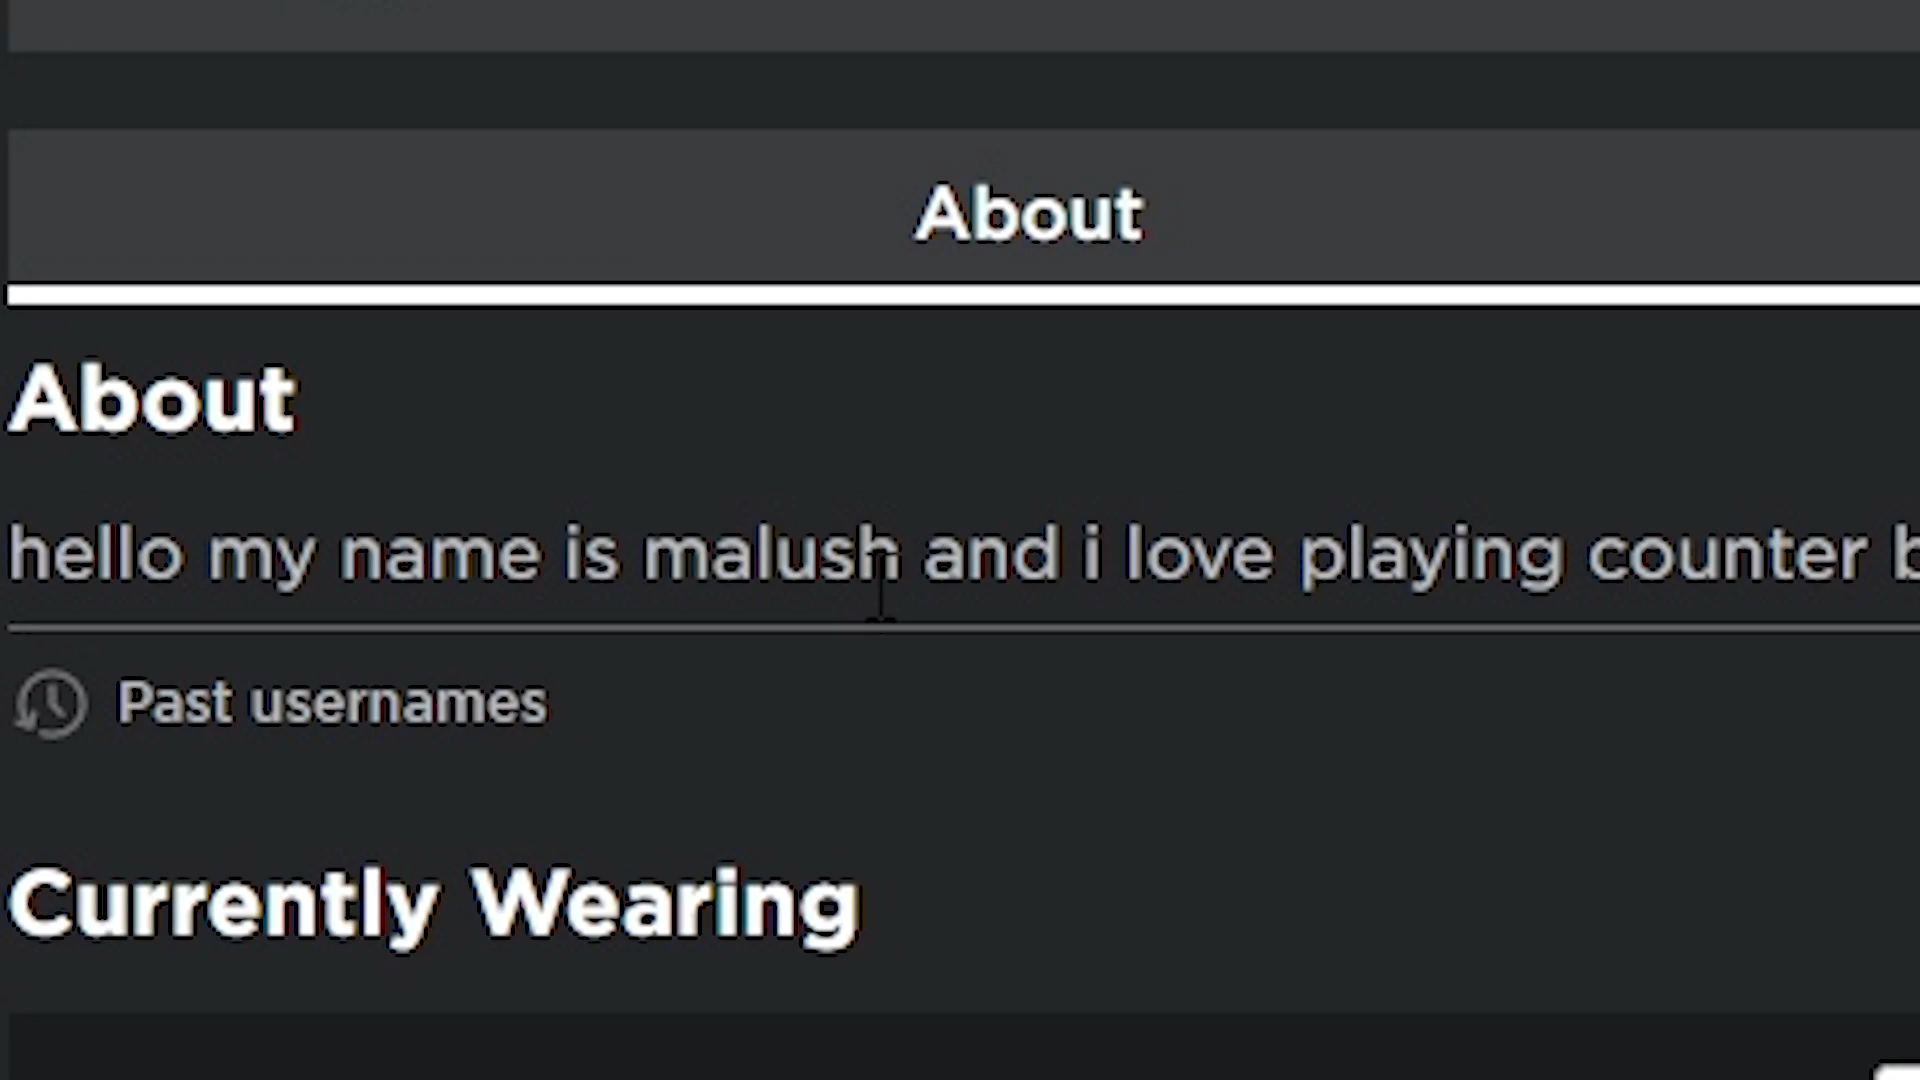 About
About
hello my name is malush and i love playing counter b
Past usernames
Currently Wearing